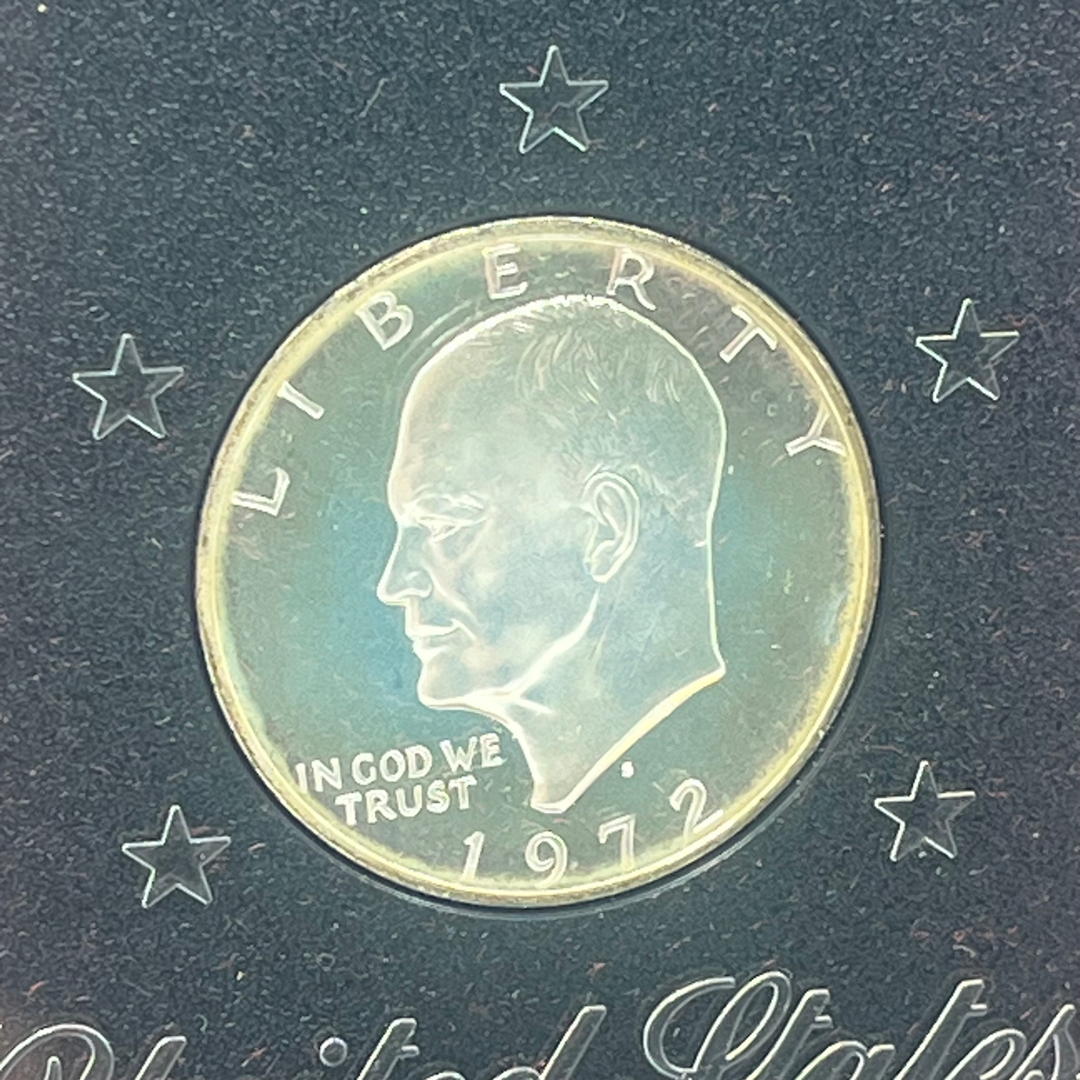 LIBERTY
IN GOD WE
TRUST
S
1972
United States